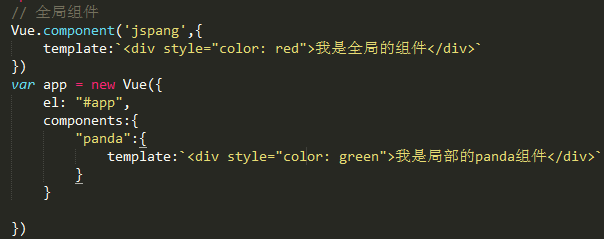 // 全局组件
Vue.component('jspang',{
    template:`<div style="color: red">我是全局的组件</div>`
})
var app = new Vue({
    el: "#app",
    components:{
        "panda":{
            template:`<div style="color: green">我是局部的panda组件</div>`
        }
    }
})